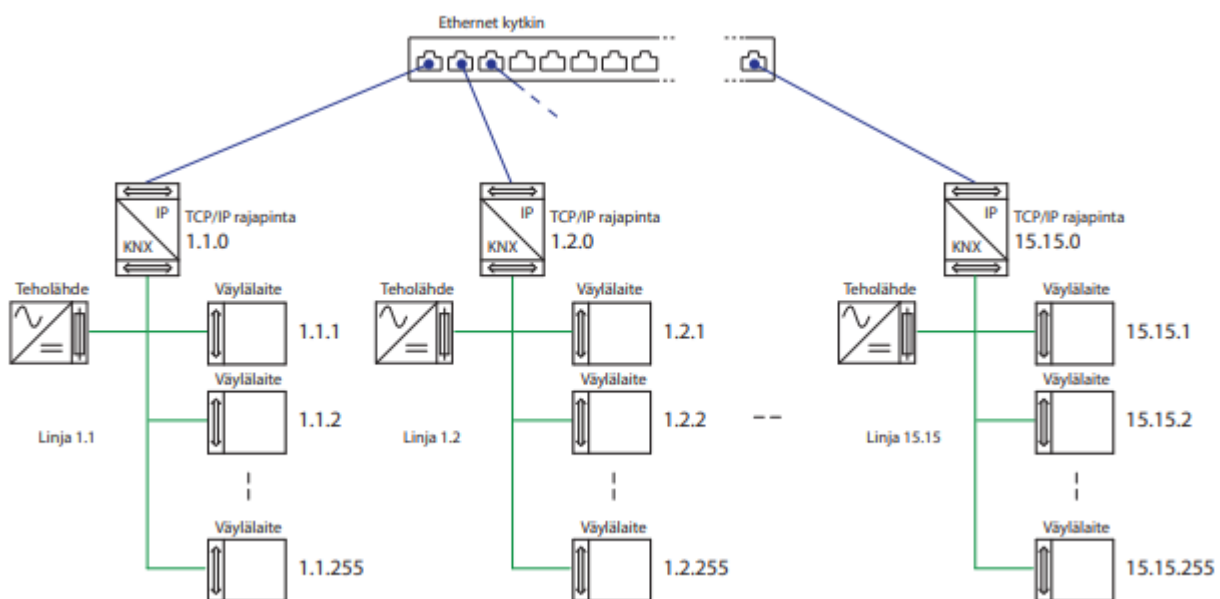 Ethernet kytkin
IP
KNX
TCP/IP rajapinta
1.1.0
IP
KNX
TCP/IP rajapinta
1.2.0
IP
KNX
TCP/IP rajapinta
15.15.0
Teholähde
Väylälaite
1.1.1
Väylälaite
1.1.2
Linja 1.1
Väylälaite
1.1.255
Teholähde
Väylälaite
1.2.1
Väylälaite
1.2.2
Linja 1.2
Väylälaite
1.2.255
Teholähde
Väylälaite
15.15.1
Väylälaite
15.15.2
Linja 15.15
Väylälaite
15.15.255